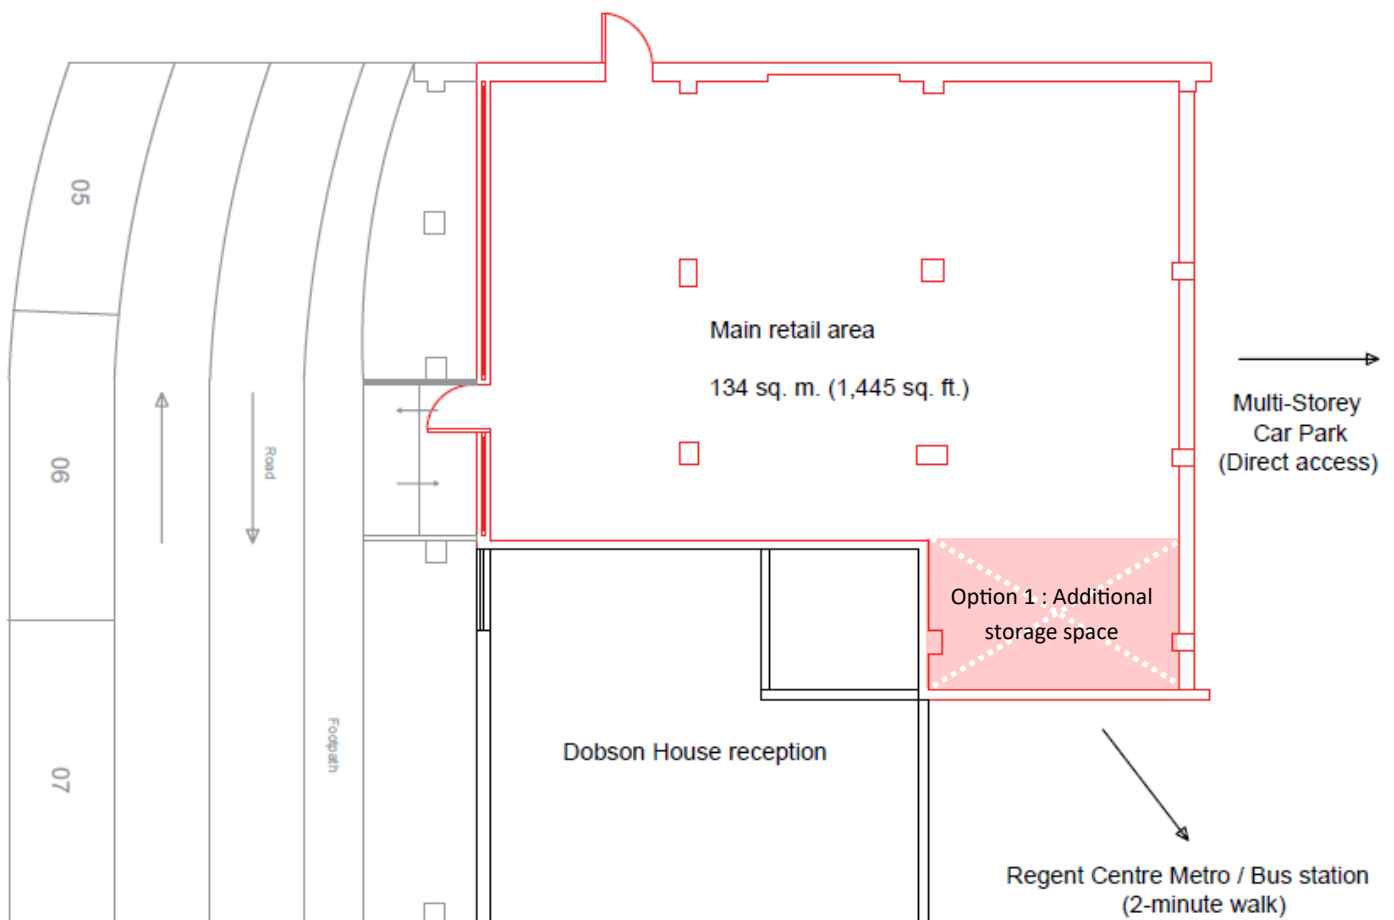 05
06
07
Road
Footpath
Main retail area
134 sq. m. (1,445 sq. ft.)
Multi-Storey
Car Park
(Direct access)
Option 1 : Additional
storage space
Dobson House reception
Regent Centre Metro / Bus station
(2-minute walk)